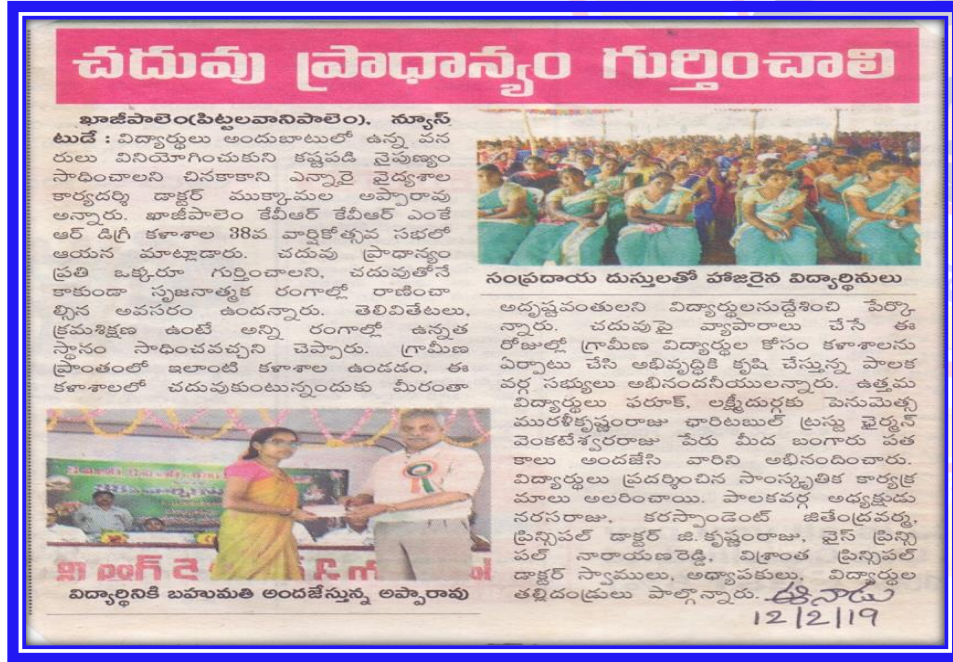 చదువు ప్రాధాన్యం గుర్తించాలి
ఖాజీపాలెం(పిట్టలవానిపాలెం), న్యూస్
టుడే : విద్యార్థులు అందుబాటులో ఉన్న వన
రులు వినియోగించుకుని కష్టపడి నైపుణ్యం
సాధించాలని చినకాకాని ఎన్నారై వైద్యశాల
కార్యదర్శి డాక్టర్ ముక్కామల అప్పారావు
అన్నారు. ఖాజీపాలెం కేవీఆర్ కేవీఆర్ ఎంకే
ఆర్ డిగ్రీ కళాశాల 38వ వార్షికోత్సవ సభలో
ఆయన మాట్లాడారు. చదువు ప్రాధాన్యం
ప్రతి ఒక్కరూ గుర్తించాలని, చదువుతోనే
కాకుండా సృజనాత్మక రంగాల్లో రాణించా
ల్సిన అవసరం ఉందన్నారు. తెలివితేటలు,
క్రమశిక్షణ ఉంటే అన్ని రంగాల్లో ఉన్నత
స్థానం సాధించవచ్చని చెప్పారు. గ్రామీణ
ప్రాంతంలో ఇలాంటి కళాశాల ఉండడం, ఈ
కళాశాలలో చదువుకుంటున్నందుకు మీరంతా
విద్యార్థినికి బహుమతి అందజేస్తున్న అప్పారావు
సంప్రదాయ దుస్తులతో హాజరైన విద్యార్థినులు
అదృష్టవంతులని విద్యార్థులనుద్దేశించి పేర్కొ
న్నారు. చదువుపై వ్యాపారాలు చేసే ఈ
రోజుల్లో గ్రామీణ విద్యార్థుల కోసం కళాశాలను
ఏర్పాటు చేసి అభివృద్ధికి కృషి చేస్తున్న పాలక
వర్గ సభ్యులు అభినందనీయులన్నారు. ఉత్తమ
విద్యార్థులు ఫరూక్, లక్ష్మీదుర్గకు పెనుమెత్స
మురళీకృష్ణంరాజు ఛారిటబుల్ ట్రస్టు ఛైర్మన్
వెంకటేశ్వరరాజు పేరు మీద బంగారు పత
కాలు అందజేసి వారిని అభినందించారు.
విద్యార్థులు ప్రదర్శించిన సాంస్కృతిక కార్యక్ర
మాలు అలరించాయి. పాలకవర్గ అధ్యక్షుడు
నరసరాజు, కరస్పాండెంట్ జితేంద్రవర్మ,
ప్రిన్సిపల్ డాక్టర్ జి.కృష్ణంరాజు, వైస్ ప్రిన్సి
పల్ నారాయణరెడ్డి, విశ్రాంత ప్రిన్సిపల్
డాక్టర్ స్వాములు, అధ్యాపకులు, విద్యార్థుల
తల్లిదండ్రులు పాల్గొన్నారు. ఈనాడు
12/2/19